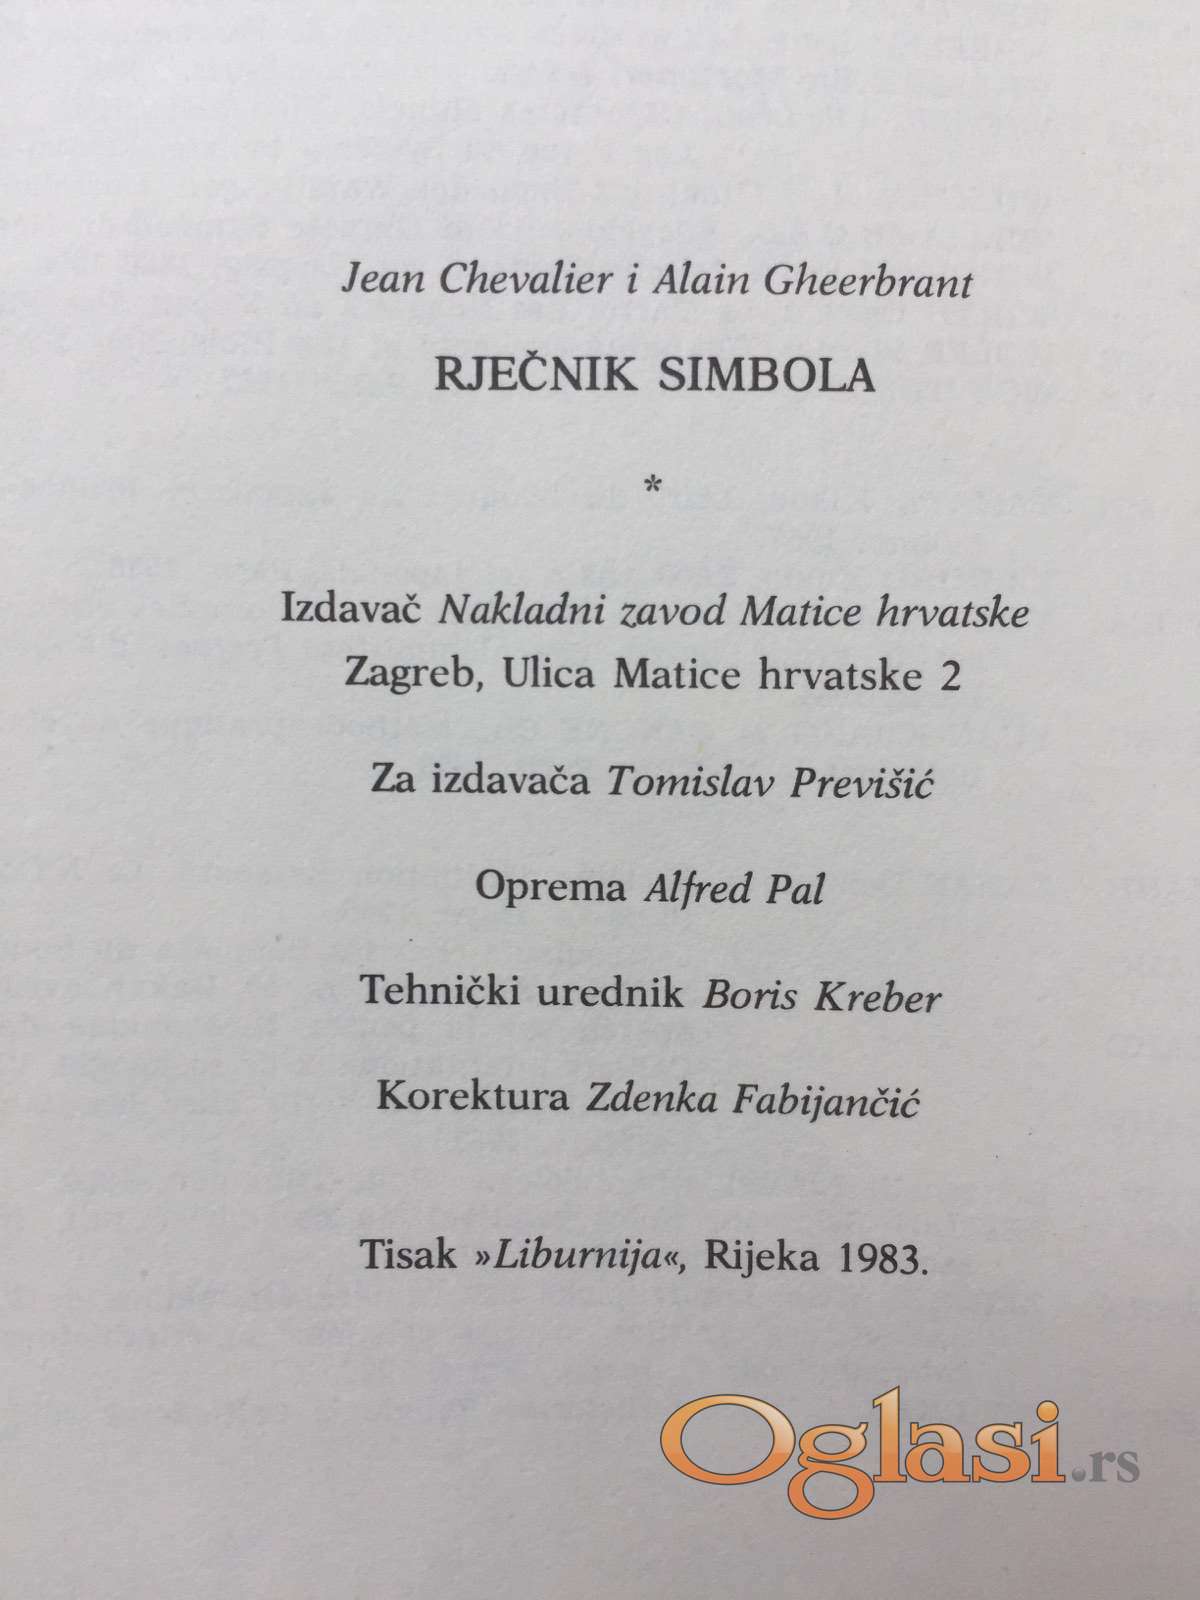 Jean Chevalier i Alain Gheerbrant
RJEČNIK SIMBOLA
*
Izdavač Nakladni zavod Matice hrvatske
Zagreb, Ulica Matice hrvatske 2
Za izdavača Tomislav Previšić
Oprema Alfred Pal
Tehnički urednik Boris Kreber
Korektura Zdenka Fabijančić
Tisak »Liburnija«, Rijeka 1983.
Oglasi.rs